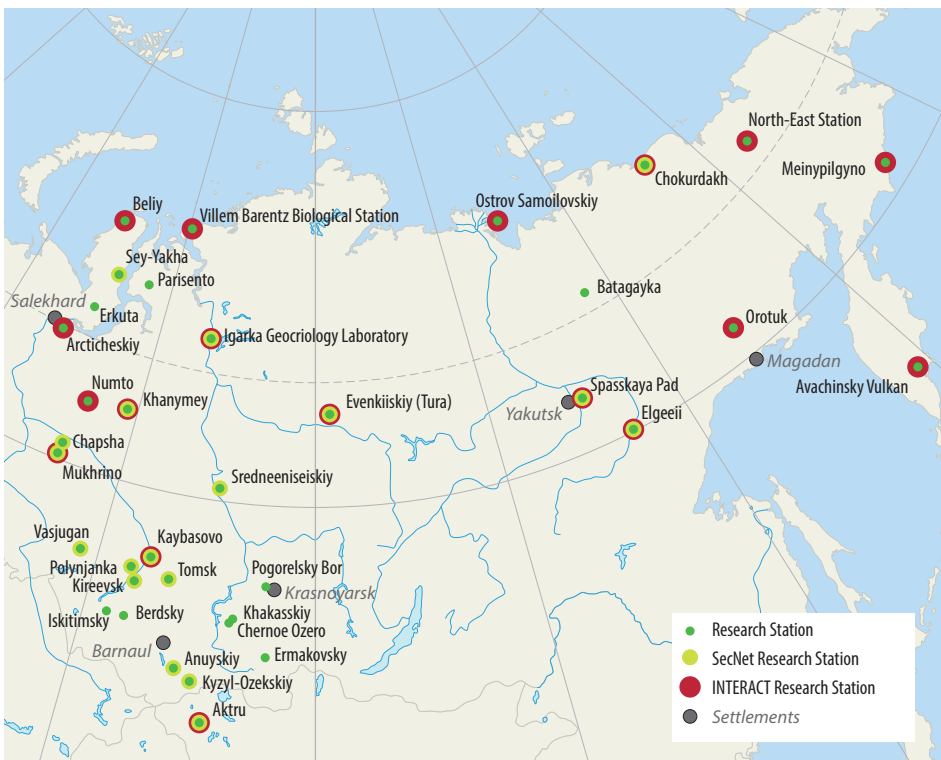 North-East Station
Meinypilgyno
Chokurdakh
Beliy
Villem Barentz Biological Station
Ostrov Samoilovskiy
Sey-Yakha
Parisento
Batagayka
Salekhard
Erkuta
Orotuk
Arcticheskiy
Igarka Geocriology Laboratory
Magadan
Numto
Khanymey
Evenkiiskiy (Tura)
Spasskaya Pad
Avachinsky Vulkan
Yakutsk
Elgeeii
Chapsha
Mukhrino
Sredneeniseiskiy
Vasjugan
Kaybasovo
Polynjanka
Tomsk
Pogorelsky Bor
Kireevsk
Krasnoyarsk
Iskitimsky
Berdsky
Khakasskiy
Chernoe Ozero
Barnaul
Anuyskiy
Ermakovsky
Kyzyl-Ozekskiy
Aktru
Research Station
SecNet Research Station
INTERACT Research Station
Settlements